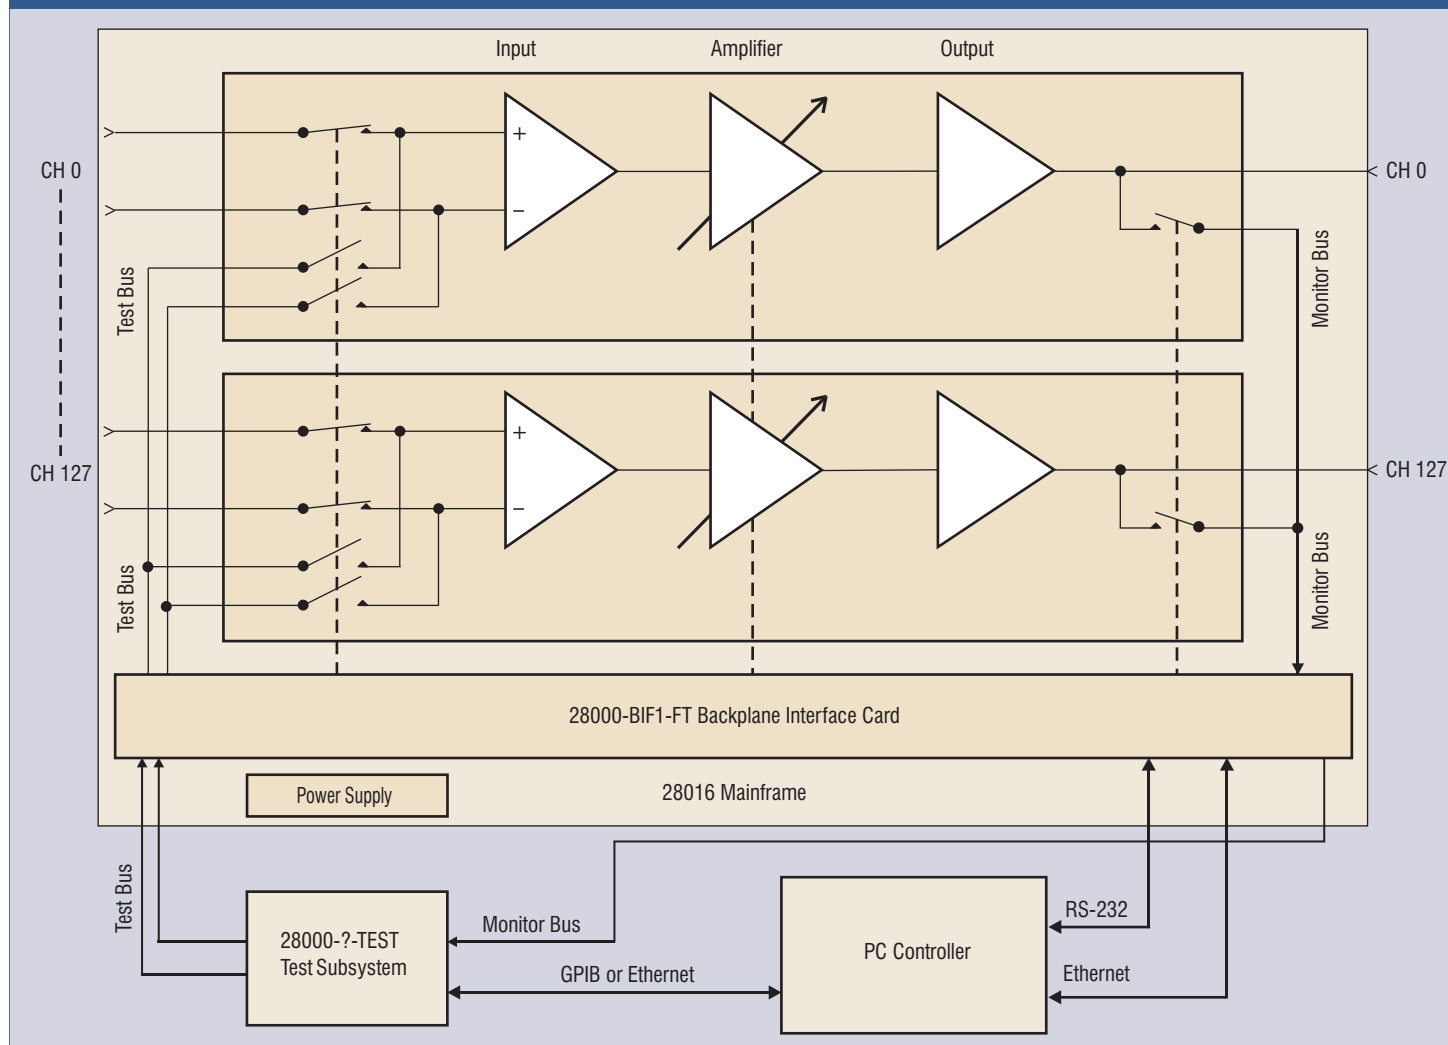 Input
Amplifier
Output
CH 0
+
−
CH 0
Test Bus
Monitor Bus
CH 127
+
−
CH 127
Test Bus
Monitor Bus
28000-BIF1-FT Backplane Interface Card
Power Supply
28016 Mainframe
Test Bus
28000-?-TEST
Test Subsystem
Monitor Bus
GPIB or Ethernet
PC Controller
RS-232
Ethernet